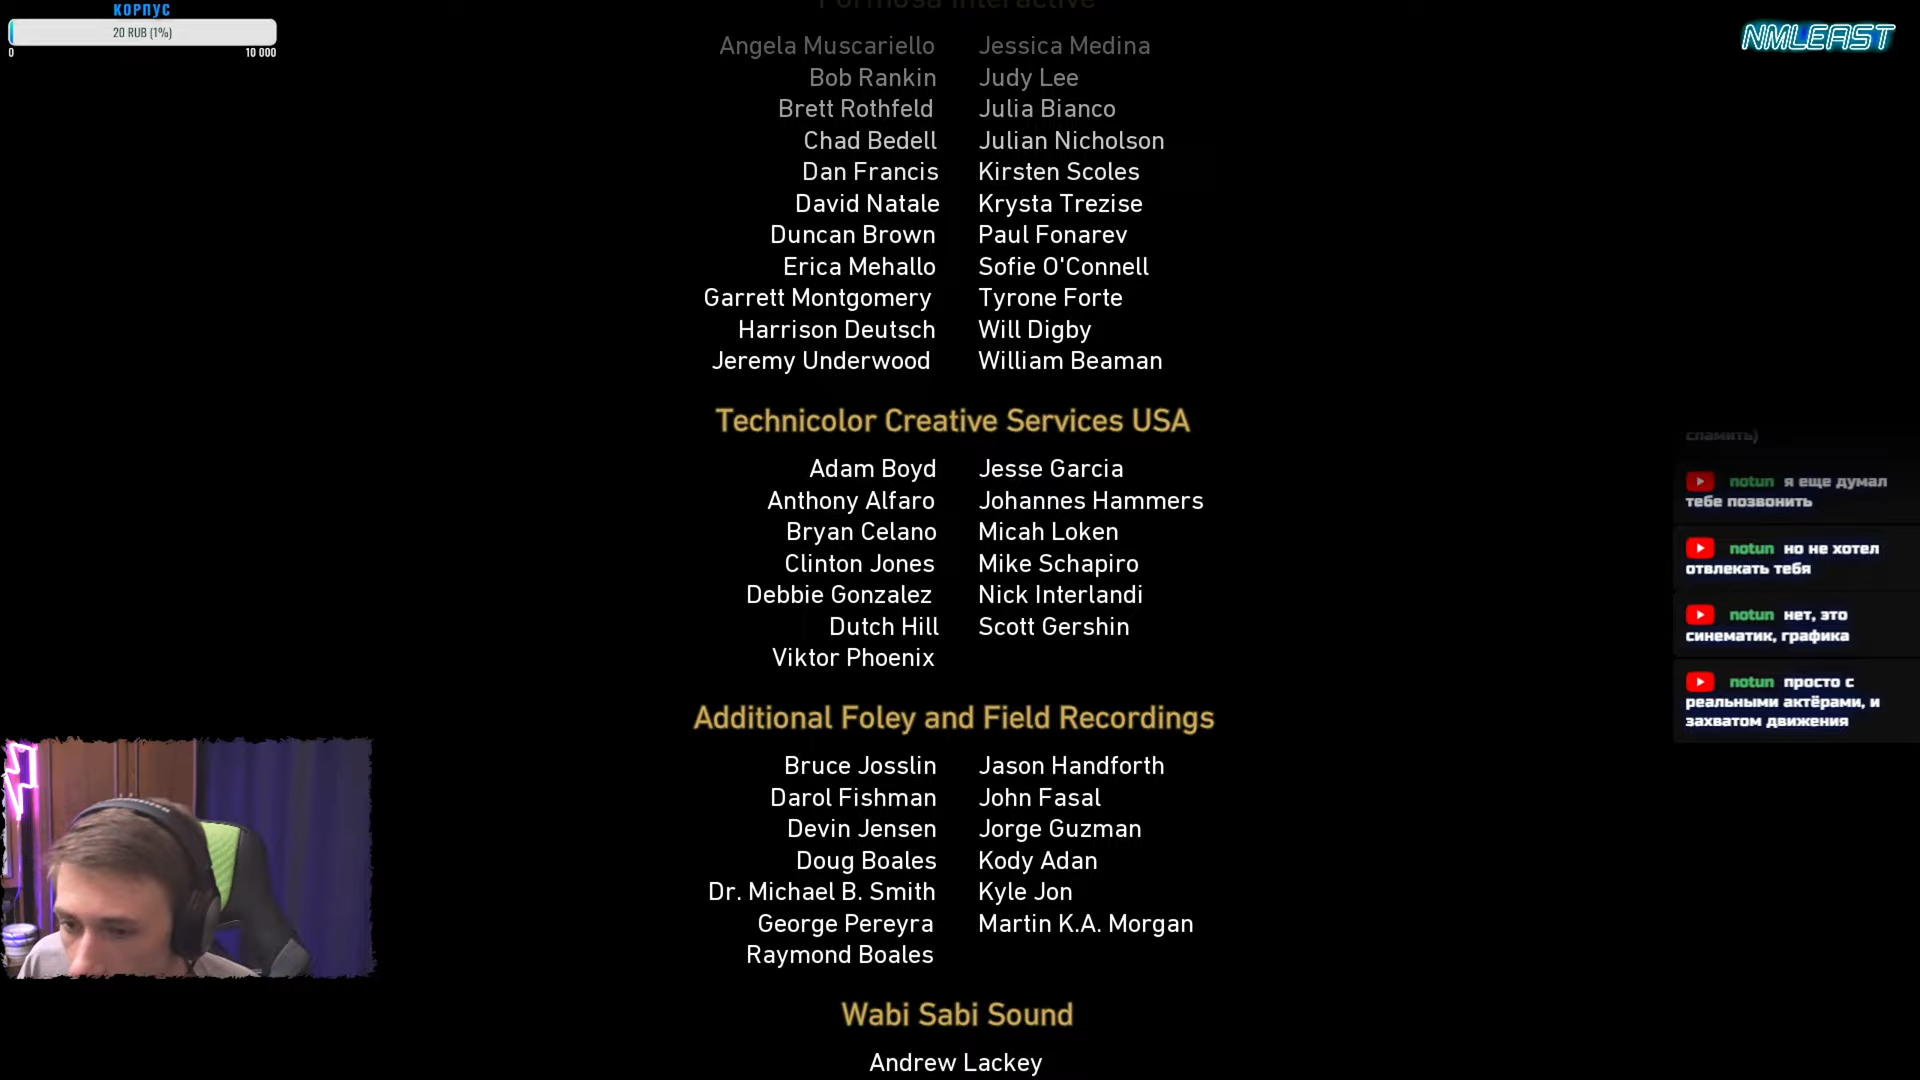 КОРПУС
20 RUB (1%)
0
10 000
NMLEAST
Formosa Interactive
Angela Muscariello
Jessica Medina
Bob Rankin
Judy Lee
Brett Rothfeld
Julia Bianco
Chad Bedell
Julian Nicholson
Dan Francis
Kirsten Scoles
David Natale
Krysta Trezise
Duncan Brown
Paul Fonarev
Erica Mehallo
Sofie O'Connell
Garrett Montgomery
Tyrone Forte
Harrison Deutsch
Will Digby
Jeremy Underwood
William Beaman
Technicolor Creative Services USA
Adam Boyd
Jesse Garcia
Anthony Alfaro
Johannes Hammers
Bryan Celano
Micah Loken
Clinton Jones
Mike Schapiro
Debbie Gonzalez
Nick Interlandi
Dutch Hill
Scott Gershin
Viktor Phoenix
Additional Foley and Field Recordings
Bruce Josslin
Jason Handforth
Darol Fishman
John Fasal
Devin Jensen
Jorge Guzman
Doug Boales
Kody Adan
Dr. Michael B. Smith
Kyle Jon
George Pereyra
Martin K.A. Morgan
Raymond Boales
Wabi Sabi Sound
Andrew Lackey
спамить)
notun я еще думал
тебе позвонить
notun но не хотел
отвлекать тебя
notun нет, это
синематик, графика
notun просто с
реальными актёрами, и
захватом движения